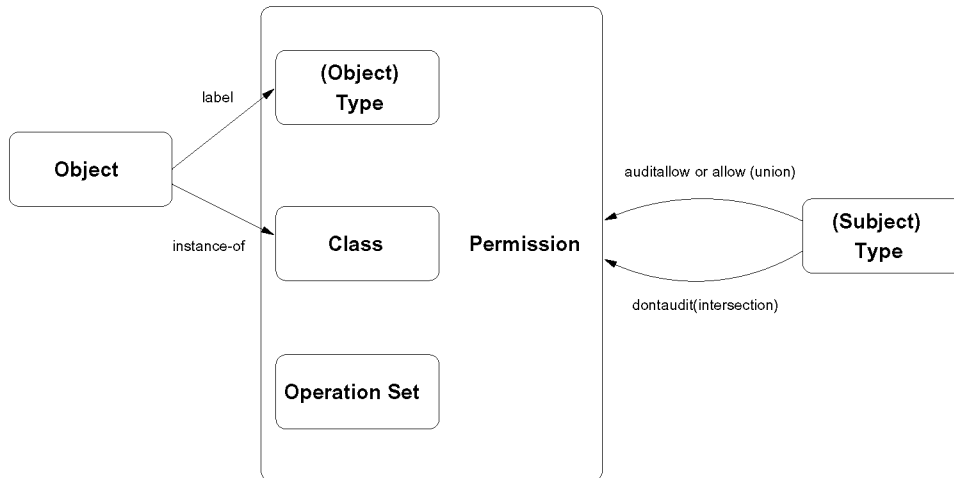 (Object)
Type
label
Object
auditallow or allow (union)
(Subject)
Type
instance-of
Class
Permission
dontaudit(intersection)
Operation Set